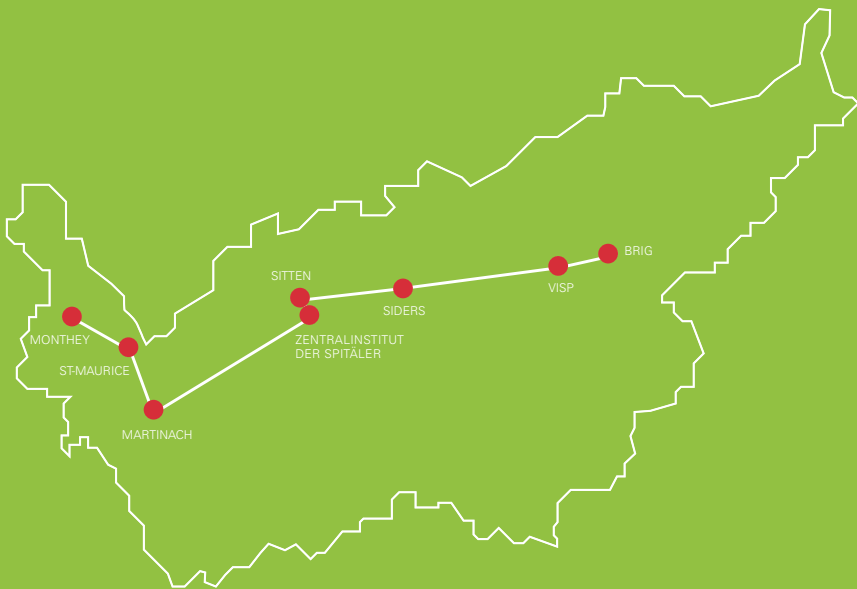 BRIG
SITTEN
VISP
SIDERS
MONTHEY
ZENTRALINSTITUT
DER SPITÄLER
ST-MAURICE
MARTINACH